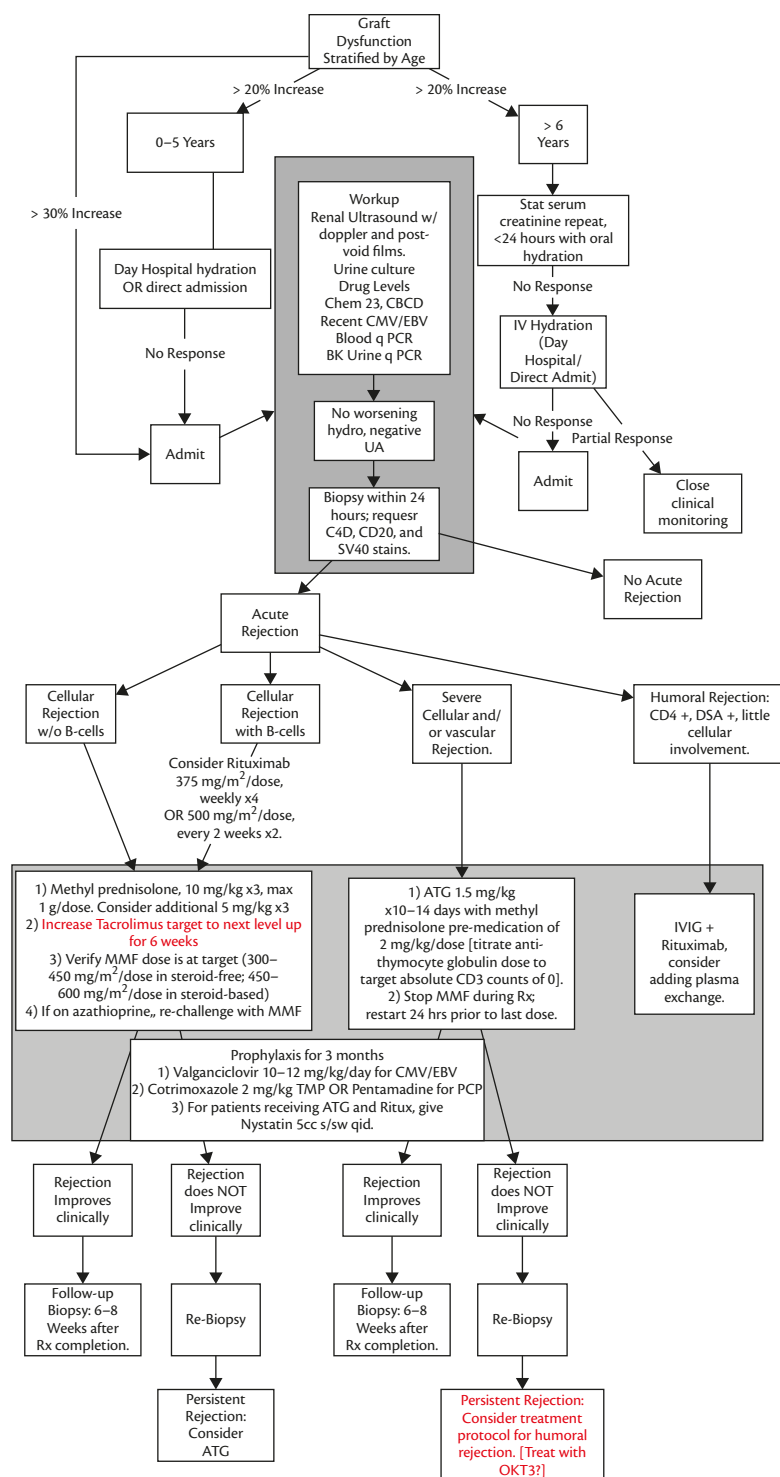 Graft
Dysfunction
Stratified by Age
> 20% Increase
> 20% Increase
0–5 Years
> 6
Years
> 30% Increase
Workup
Renal Ultrasound w/
doppler and post-
void films.
Urine culture
Drug Levels
Chem 23, CBCD
Recent CMV/EBV
Blood q PCR
BK Urine q PCR
Stat serum
creatinine repeat,
<24 hours with oral
hydration
Day Hospital hydration
OR direct admission
No Response
No Response
IV Hydration
(Day
Hospital/
Direct Admit)
No Response
Partial Response
Admit
No worsening
hydro, negative
UA
Admit
Close
clinical
monitoring
Biopsy within 24
hours; requesr
C4D, CD20, and
SV40 stains.
No Acute
Rejection
Acute
Rejection
Cellular
Rejection
w/o B-cells
Cellular
Rejection
with B-cells
Severe
Cellular and/
or vascular
Rejection.
Humoral Rejection:
CD4 +, DSA +, little
cellular
involvement.
Consider Rituximab
375 mg/m²/dose,
weekly x4
OR 500 mg/m²/dose,
every 2 weeks x2.
1) Methyl prednisolone, 10 mg/kg x3, max
1 g/dose. Consider additional 5 mg/kg x3
2) Increase Tacrolimus target to next level up
for 6 weeks
3) Verify MMF dose is at target (300–
450 mg/m²/dose in steroid-free; 450–
600 mg/m²/dose in steroid-based)
4) If on azathioprine,, re-challenge with MMF
1) ATG 1.5 mg/kg
x10–14 days with methyl
prednisolone pre-medication of
2 mg/kg/dose [titrate anti-
thymocyte globulin dose to
target absolute CD3 counts of 0].
2) Stop MMF during Rx;
restart 24 hrs prior to last dose.
IVIG +
Rituximab,
consider
adding plasma
exchange.
Prophylaxis for 3 months
1) Valganciclovir 10–12 mg/kg/day for CMV/EBV
2) Cotrimoxazole 2 mg/kg TMP OR Pentamadine for PCP
3) For patients receiving ATG and Ritux, give
Nystatin 5cc s/sw qid.
Rejection
Improves
clinically
Rejection
does NOT
Improve
clinically
Rejection
Improves
clinically
Rejection
does NOT
Improve
clinically
Follow-up
Biopsy: 6–8
Weeks after
Rx completion.
Re-Biopsy
Follow-up
Biopsy: 6–8
Weeks after
Rx completion.
Re-Biopsy
Persistent
Rejection:
Consider
ATG
Persistent Rejection:
Consider treatment
protocol for humoral
rejection. [Treat with
OKT3?]